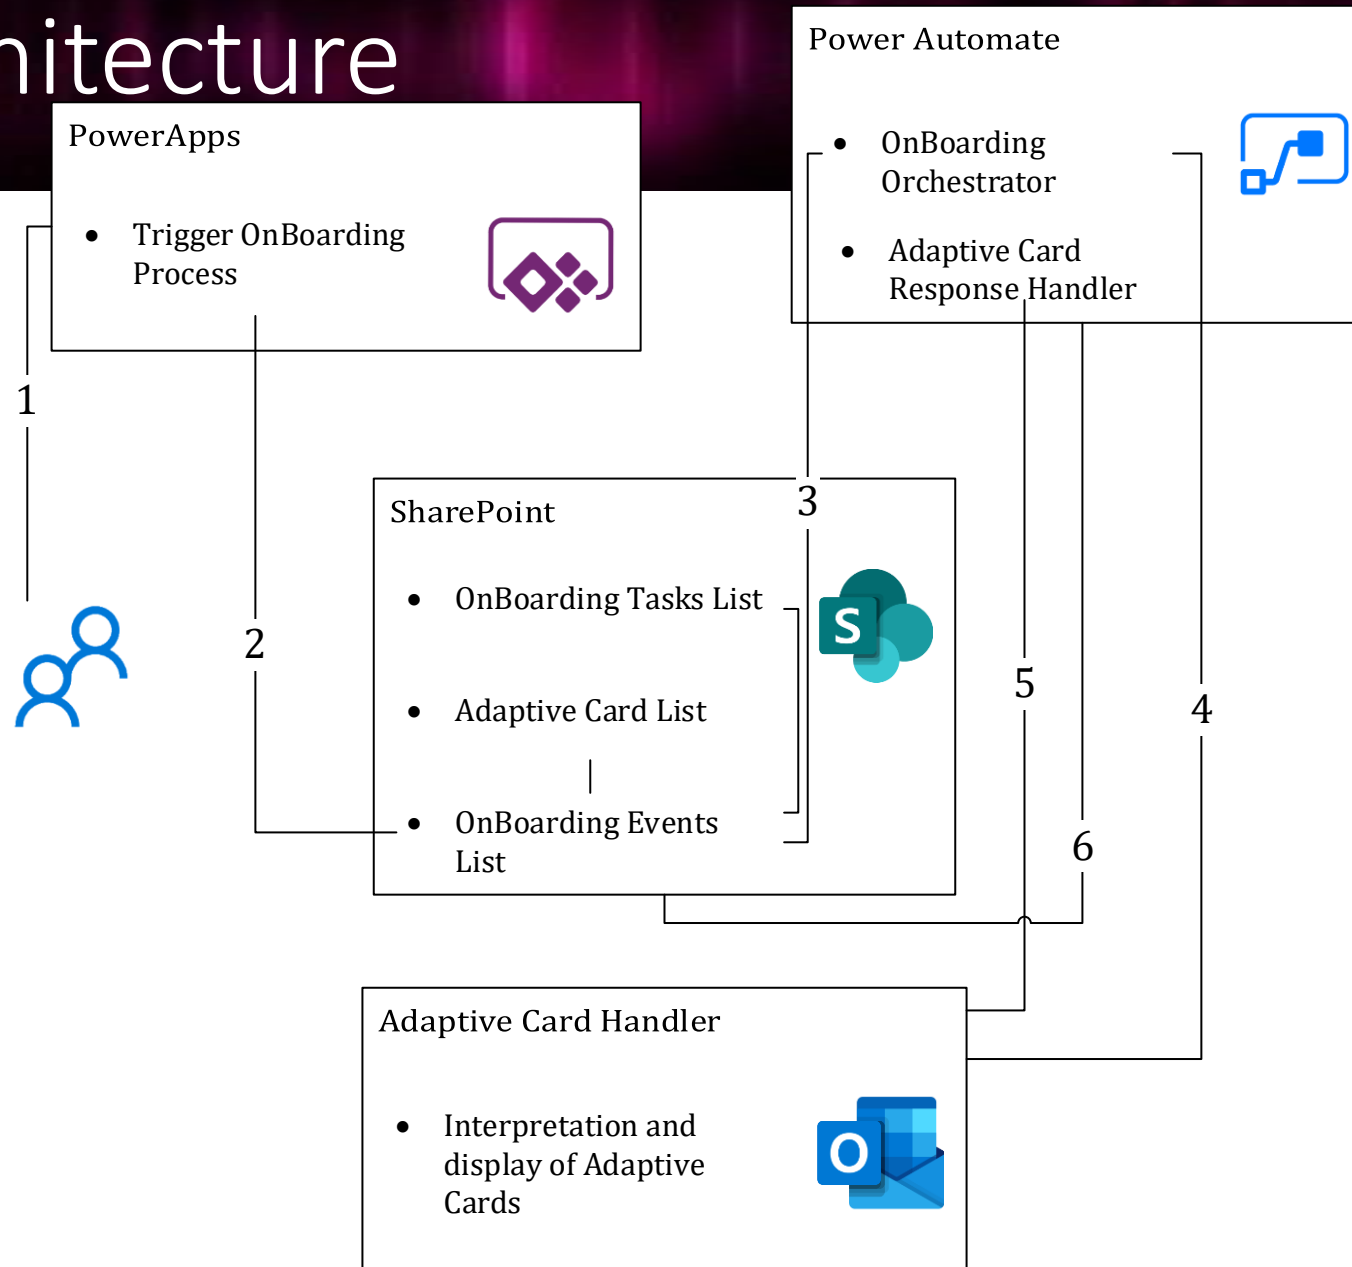 hitecture
Power Automate
PowerApps
• OnBoarding
Orchestrator
• Adaptive Card
Response Handler
• Trigger OnBoarding
Process
1
SharePoint
3
• OnBoarding Tasks List
S
2
5
4
• Adaptive Card List
• OnBoarding Events
List
6
Adaptive Card Handler
• Interpretation and
display of Adaptive
Cards
O